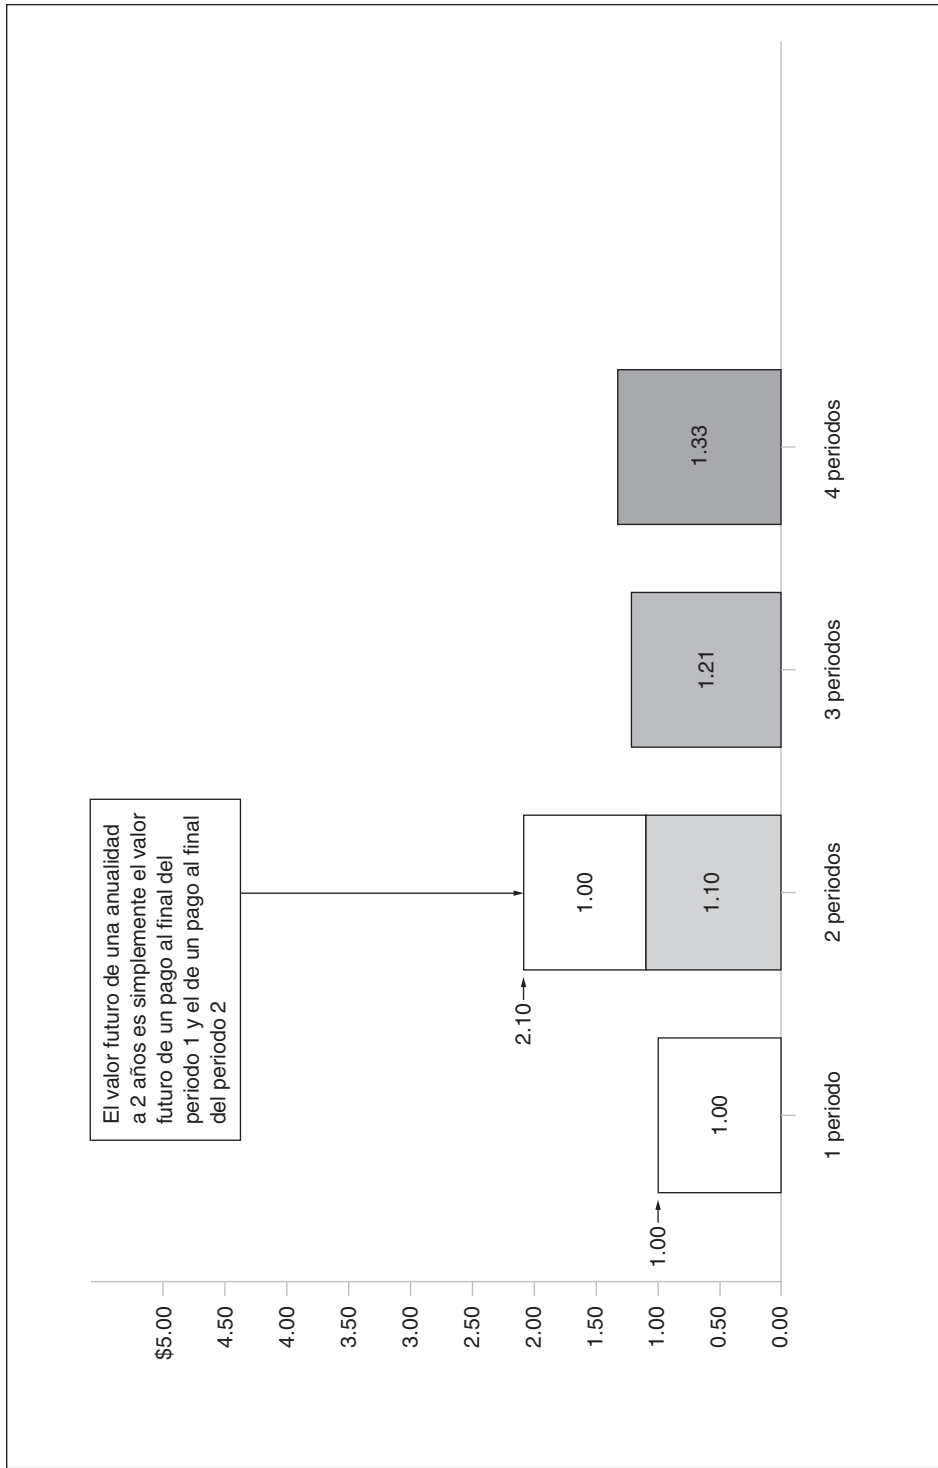 El valor futuro de una anualidad
a 2 años es simplemente el valor
futuro de un pago al final del
periodo 1 y el de un pago al final
del periodo 2
$5.00
4.50
4.00
3.50
3.00
2.50
2.00
1.50
1.00
0.50
0.00
1.00
1.00
2.10
1.00
1.10
1.21
1.33
1 periodo
2 periodos
3 periodos
4 periodos